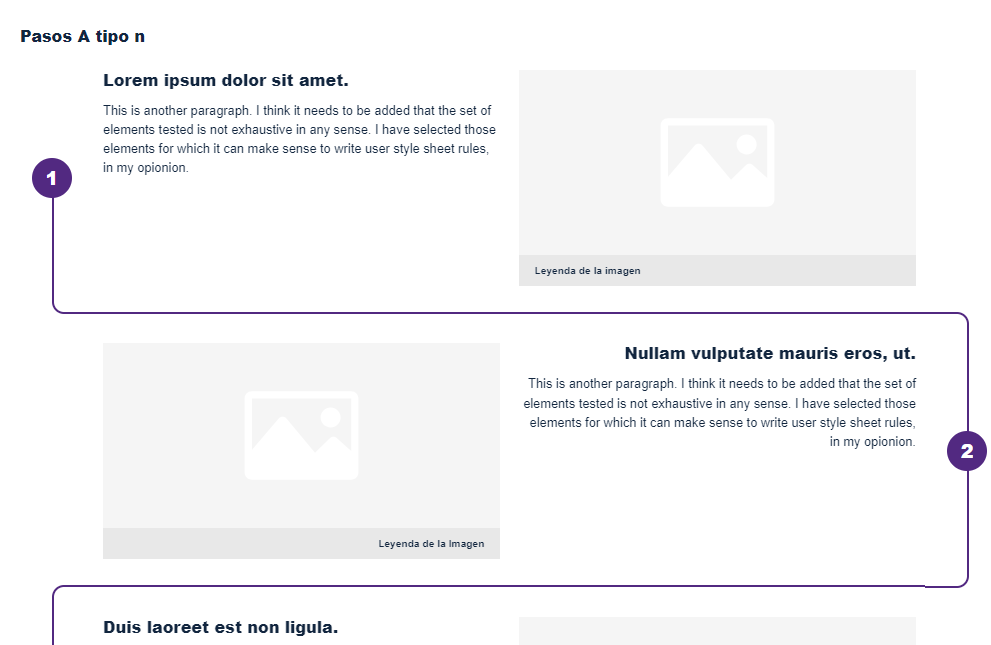 Pasos A tipo n
Lorem ipsum dolor sit amet.
This is another paragraph. I think it needs to be added that the set of
elements tested is not exhaustive in any sense. I have selected those
elements for which it can make sense to write user style sheet rules,
in my opionion.
1
Leyenda de la imagen
Nullam vulputate mauris eros, ut.
This is another paragraph. I think it needs to be added that the set of
elements tested is not exhaustive in any sense. I have selected those
elements for which it can make sense to write user style sheet rules,
in my opionion.
2
Leyenda de la Imagen
Duis laoreet est non ligula.